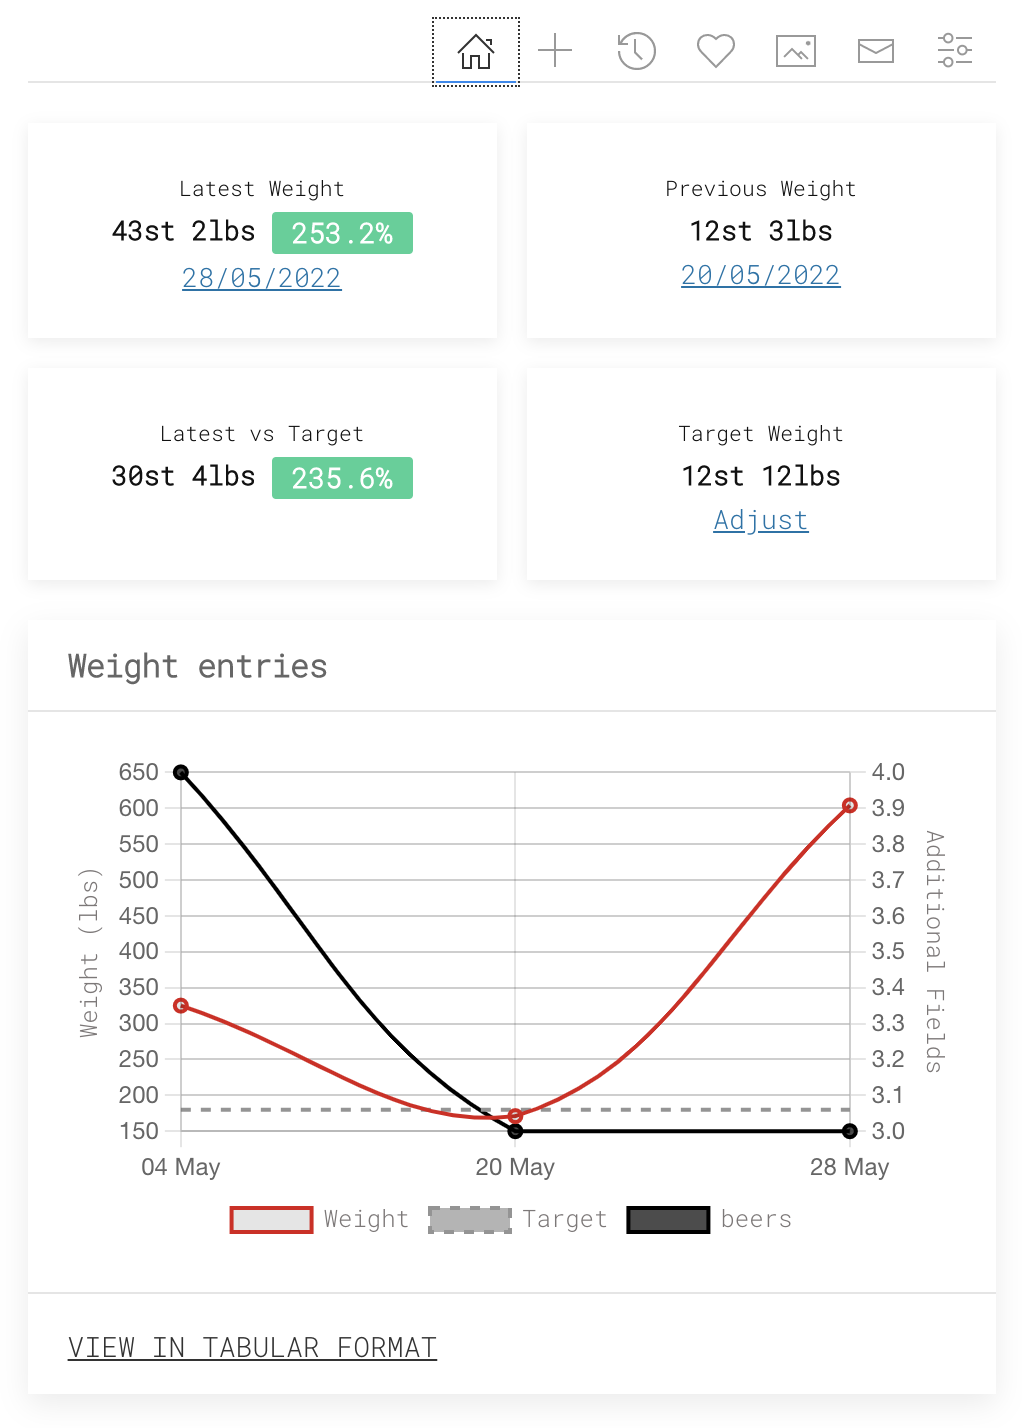 Latest Weight
43st 2lbs 253.2%
28/05/2022
Previous Weight
12st 3lbs
20/05/2022
Latest vs Target
30st 4lbs 235.6%
Target Weight
12st 12lbs
Adjust
Weight entries
Weight (lbs)
650
600
550
500
450
400
350
300
250
200
150
4.0
3.9
3.8
3.7
3.6
3.5
3.4
3.3
3.2
3.1
3.0
Additional Fields
04 May 20 May 28 May
Weight Target beers
VIEW IN TABULAR FORMAT